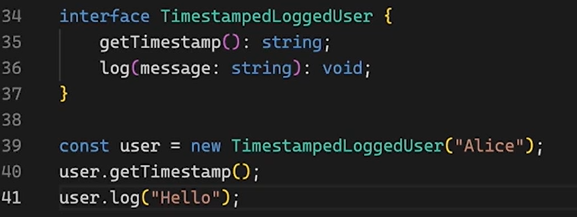 34 interface TimestampedLoggedUser {
35     getTimestamp(): string;
36     log(message: string): void;
37 }
38
39 const user = new TimestampedLoggedUser("Alice");
40 user.getTimestamp();
41 user.log("Hello");